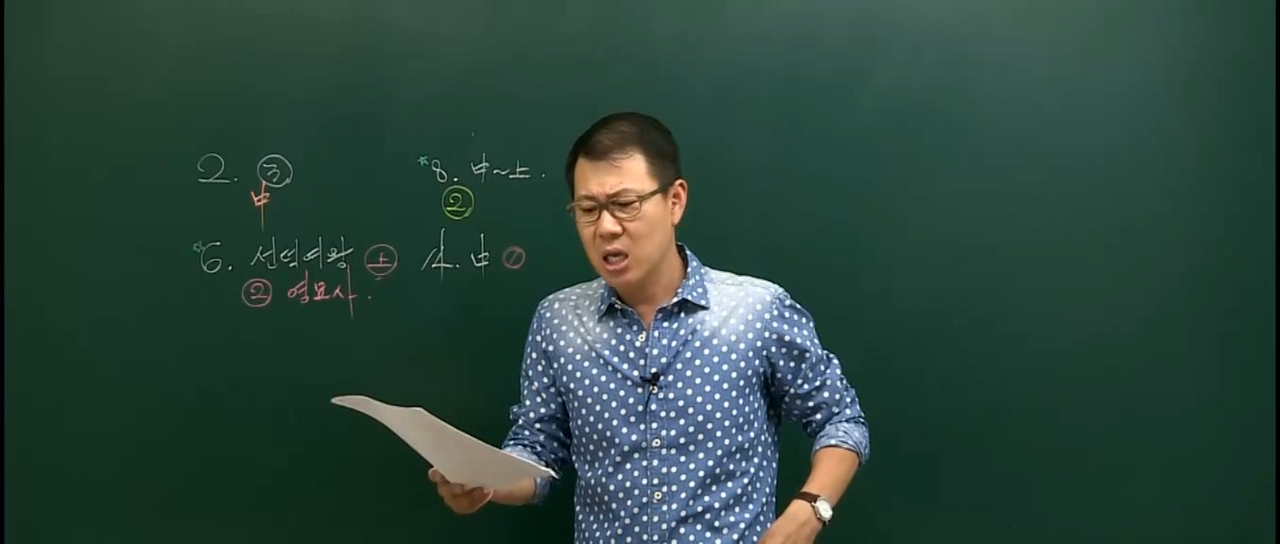 2. ③
中
*6. 선덕여왕 上
② 영묘사.
*8. 中~上.
②
14. 中 ①